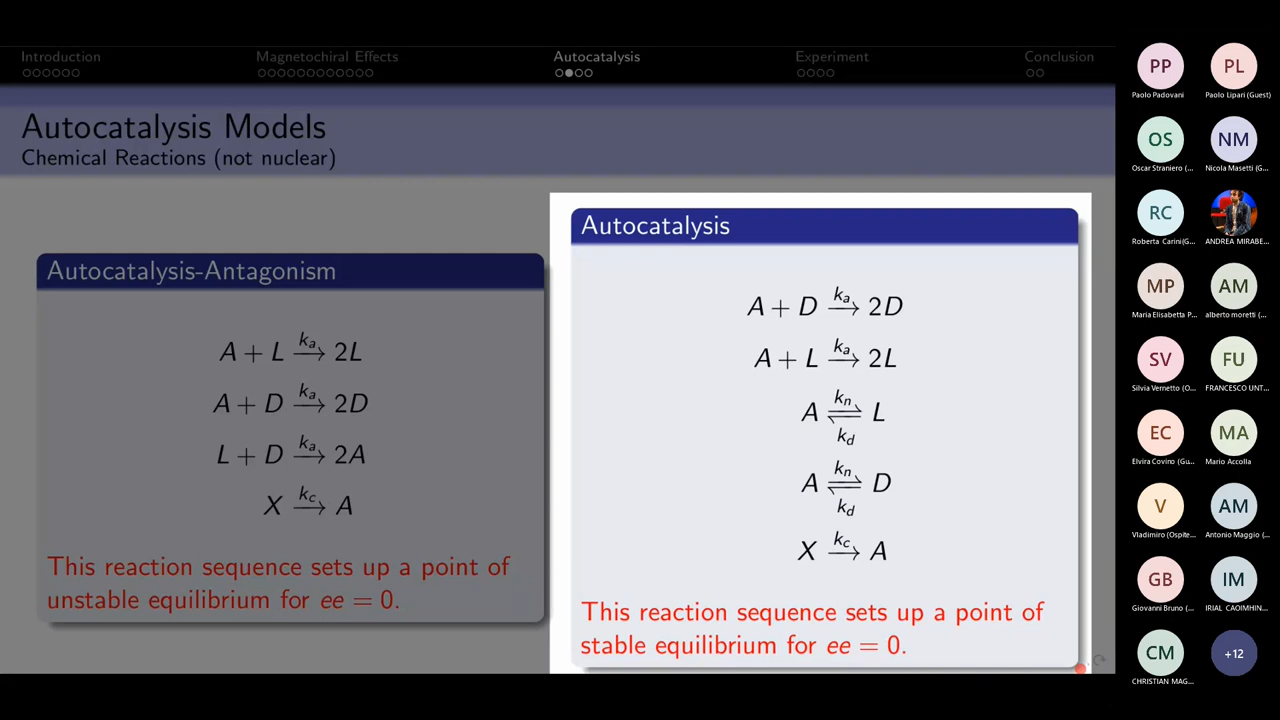 Introduction
Magnetochiral Effects
Autocatalysis
Experiment
Conclusion
Autocatalysis Models
Chemical Reactions (not nuclear)
Autocatalysis-Antagonism
A + L ka→ 2L
A + D ka→ 2D
L + D ka→ 2A
X kc→ A
This reaction sequence sets up a point of
unstable equilibrium for ee = 0.
Autocatalysis
A + D ka→ 2D
A + L ka→ 2L
A kn⇌kd L
A kn⇌kd D
X kc→ A
This reaction sequence sets up a point of
stable equilibrium for ee = 0.
PP
PL
Paolo Padovani
Paolo Lipari (Guest)
OS
NM
Oscar Straniero (...
Nicola Masetti (Gu...
RC
Roberta Carini(G...
ANDREA MIRABE...
MP
AM
Maria Elisabetta P...
alberto moretti (...
SV
FU
Silvia Vernetto (O...
FRANCESCO UNT...
EC
MA
Elvira Covino (Gu...
Mario Accolla
V
AM
Vladimiro (Ospite...
Antonio Maggio (...
GB
IM
Giovanni Bruno (...
IRIAL CAOIMHIN...
CM
+12
CHRISTIAN MAG...